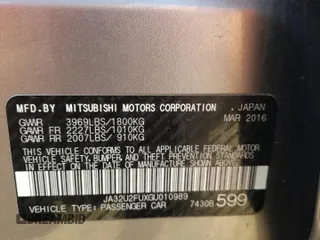 MFD.BY MITSUBISHI MOTORS CORPORATION . JAPAN
MAR 2016
GVWR 3969LBS/1800KG
GAWR FR 2227LBS/1010KG
GAWR RR 2007LBS/ 910KG
THIS VEHICLE CONFORMS TO ALL APPLICABLE FEDERAL MOTOR
VEHICLE SAFETY, BUMPER, AND THEFT PREVENTION
STANDARDS IN EFFECT ON THE DATE OF
MANUFACTURE SHOWN ABOVE.
JA32U2FUXGU010989
VEHICLE TYPE: PASSENGER CAR 7430B 599